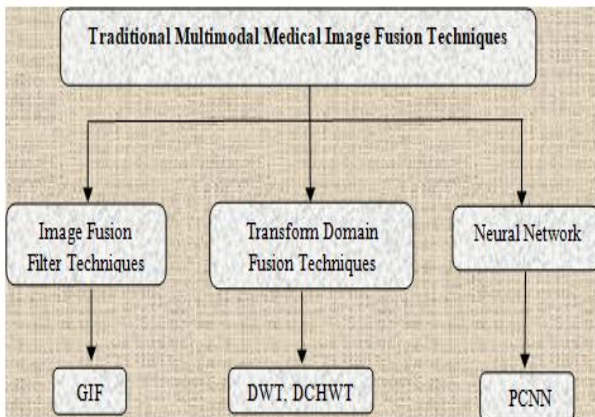 Traditional Multimodal Medical Image Fusion Techniques
Image Fusion
Filter Techniques
Transform Domain
Fusion Techniques
Neural Network
GIF
DWT, DCHWT
PCNN